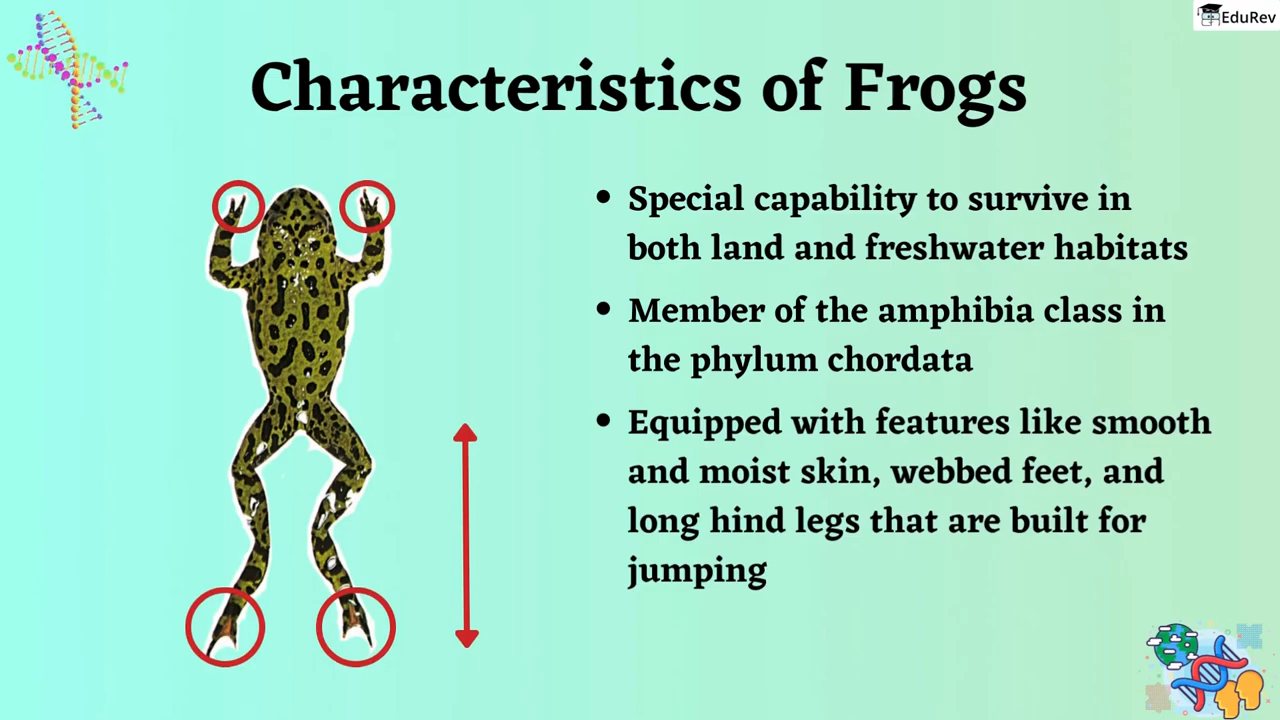 EduRev
Characteristics of Frogs
• Special capability to survive in
both land and freshwater habitats
• Member of the amphibia class in
the phylum chordata
• Equipped with features like smooth
and moist skin, webbed feet, and
long hind legs that are built for
jumping